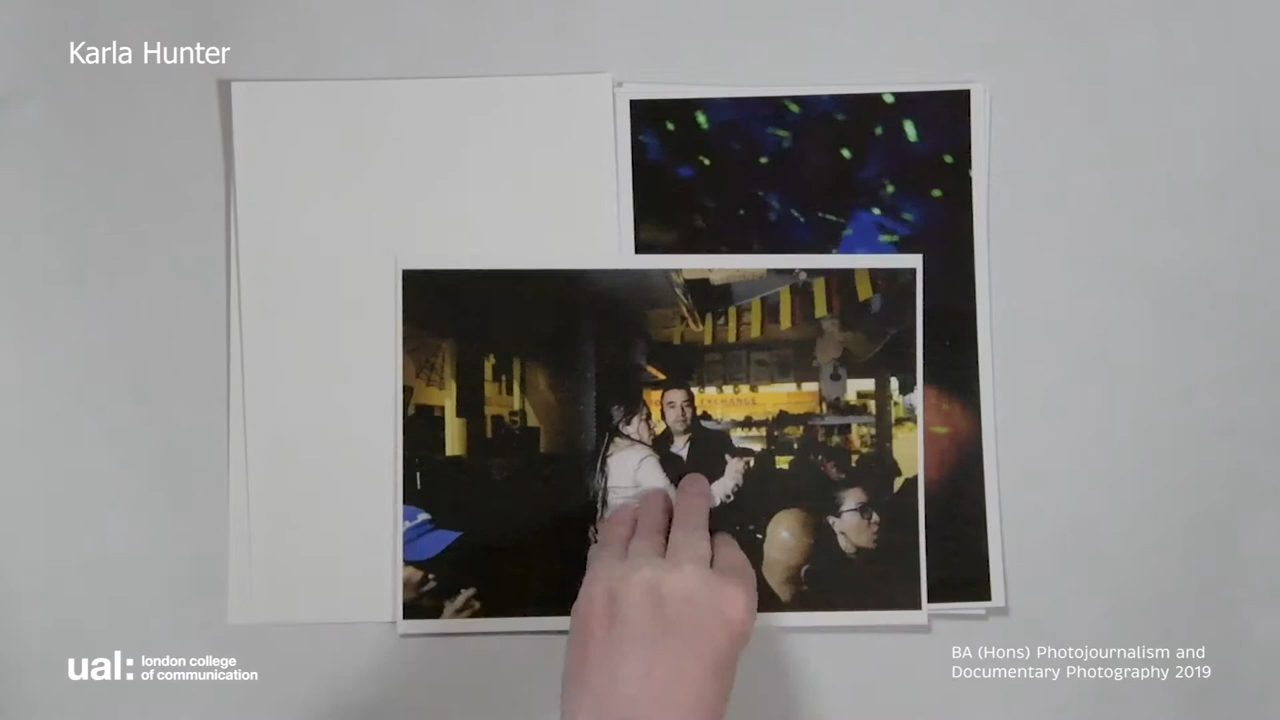 Karla Hunter
EXCHANGE
ual: london college
of communication
BA (Hons) Photojournalism and
Documentary Photography 2019